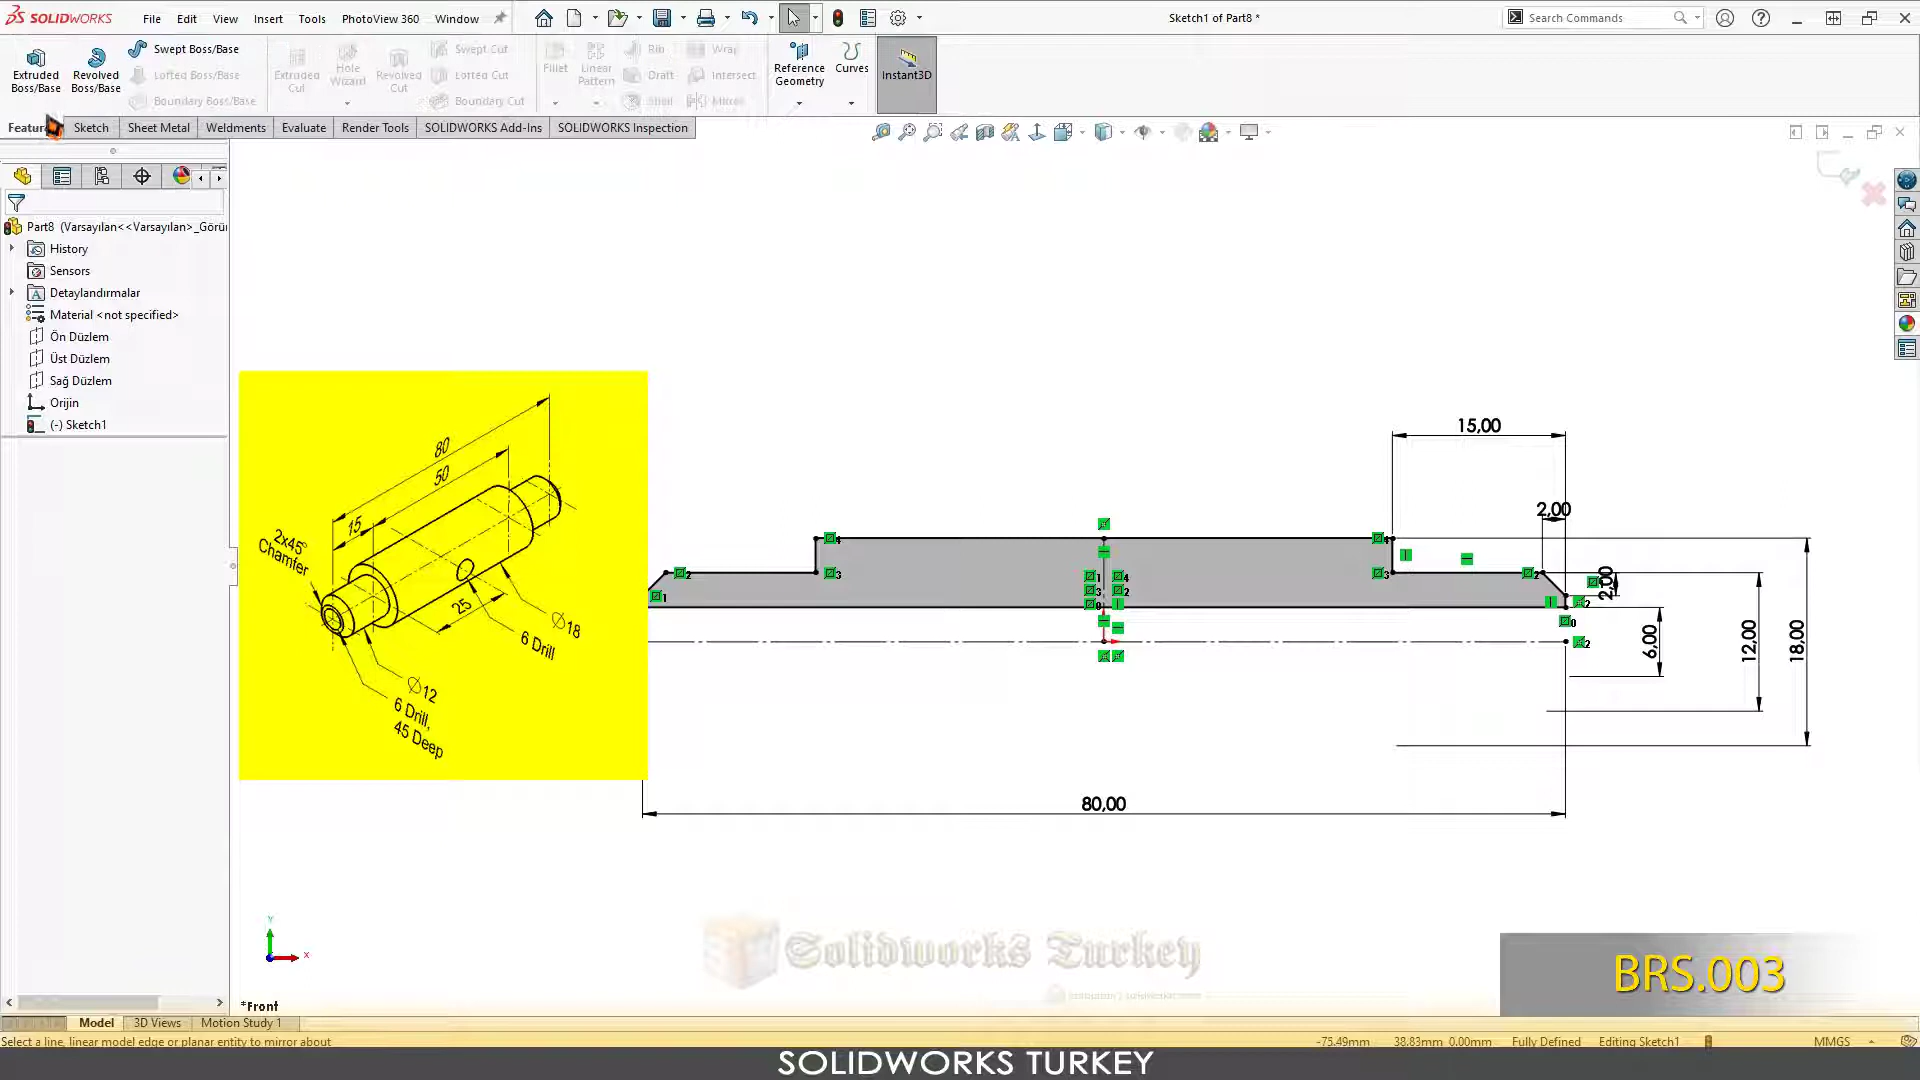 SOLIDWORKS
File Edit View Insert Tools PhotoView 360 Window
Sketch1 of Part8 *
Search Commands
Extruded Boss/Base
Revolved Boss/Base
Swept Boss/Base
Lofted Boss/Base
Boundary Boss/Base
Extruded Cut
Hole Wizard
Revolved Cut
Swept Cut
Lofted Cut
Boundary Cut
Fillet
Linear Pattern
Rib
Draft
Shell
Wrap
Intersect
Mirror
Reference Geometry
Curves
Instant3D
Sketch Sheet Metal Weldments Evaluate Render Tools SOLIDWORKS Add-Ins SOLIDWORKS Inspection
Part8 (Varsayılan<<Varsayılan>_Görü
History
Sensors
Detaylandırmalar
Material <not specified>
Ön Düzlem
Üst Düzlem
Sağ Düzlem
Orijin
(-) Sketch1
80
50
15
2x45°
Chamfer
25
Ø18
6 Drill
Ø12
6 Drill,
45 Deep
15,00
2,00
2,00
6,00
12,00
18,00
80,00
Y
X
*Front
Solidworks Turkey
BRS.003
Model 3D Views Motion Study 1
Select a line, linear model edge or planar entity to mirror about
-75.49mm 38.83mm 0.00mm Fully Defined Editing Sketch1 MMGS
SOLIDWORKS TURKEY